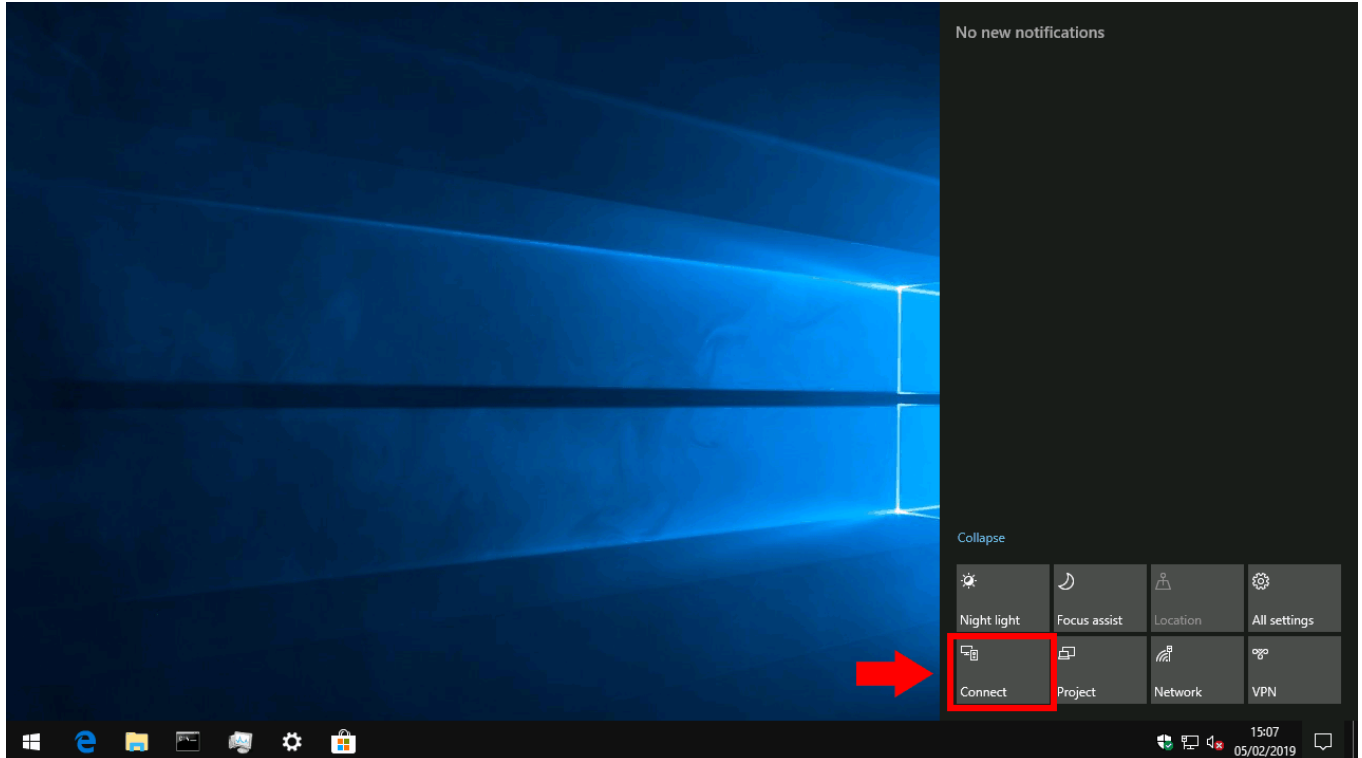 No new notifications
Collapse
Night light Focus assist Location All settings
Connect Project Network VPN
15:07
05/02/2019